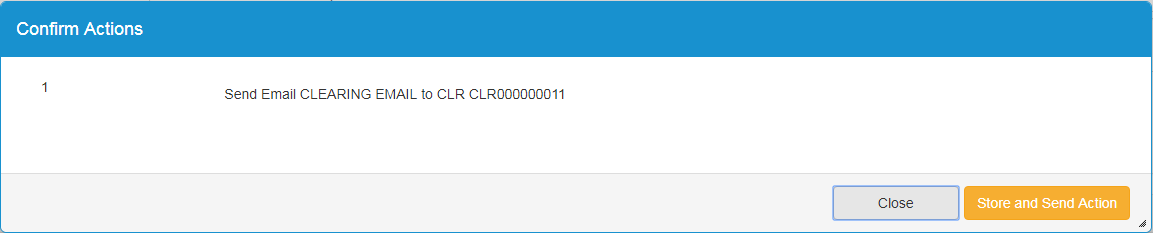 Confirm Actions
1
Send Email CLEARING EMAIL to CLR CLR000000011
Close
Store and Send Action